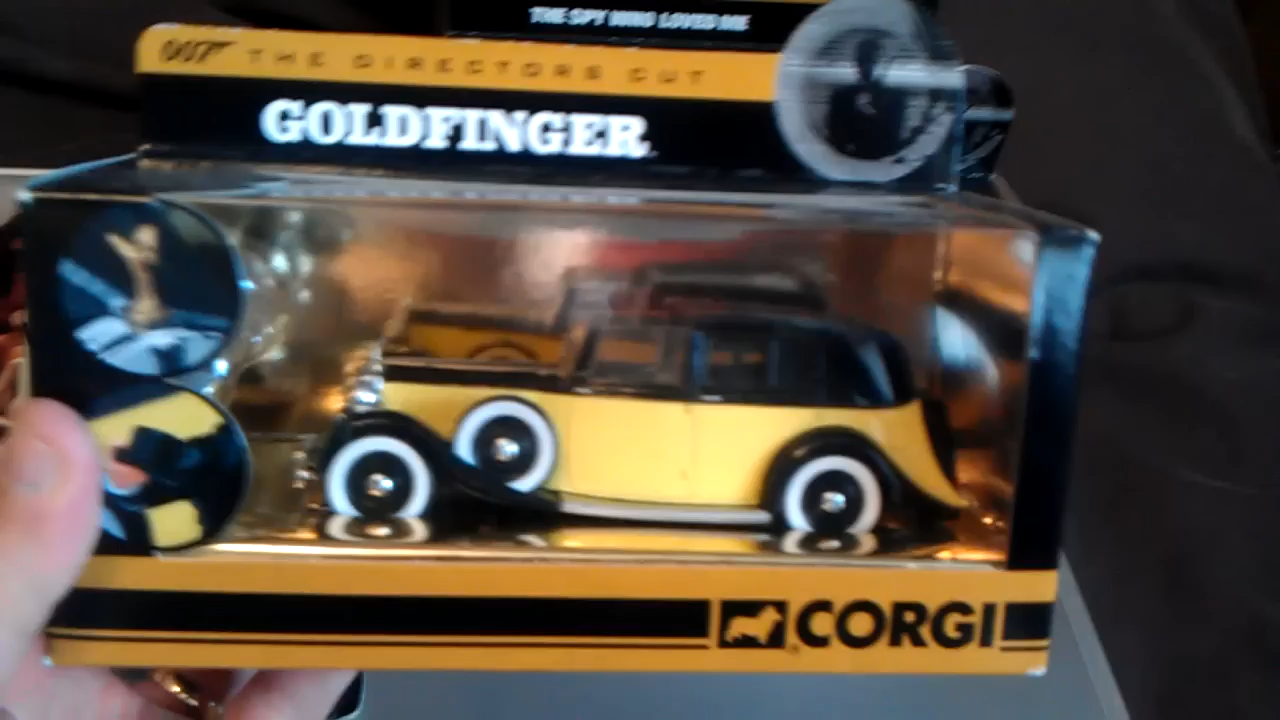 THE SPY WHO LOVED ME
007 THE DIRECTORS CUT
GOLDFINGER
CORGI